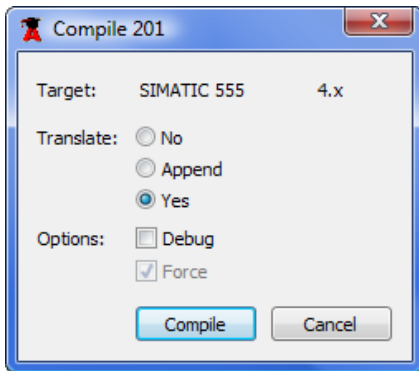 Compile 201
Target: SIMATIC 555 4.x
Translate: No
Append
Yes
Options: Debug
Force
Compile Cancel